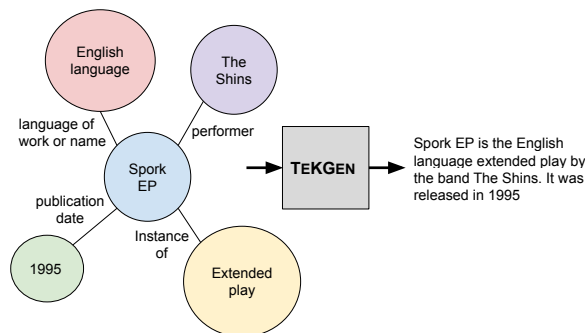 English
language
The
Shins
language of
work or name
performer
Spork
EP
TEKGEN
Spork EP is the English
language extended play by
the band The Shins. It was
released in 1995
publication
date
Instance
of
1995
Extended
play